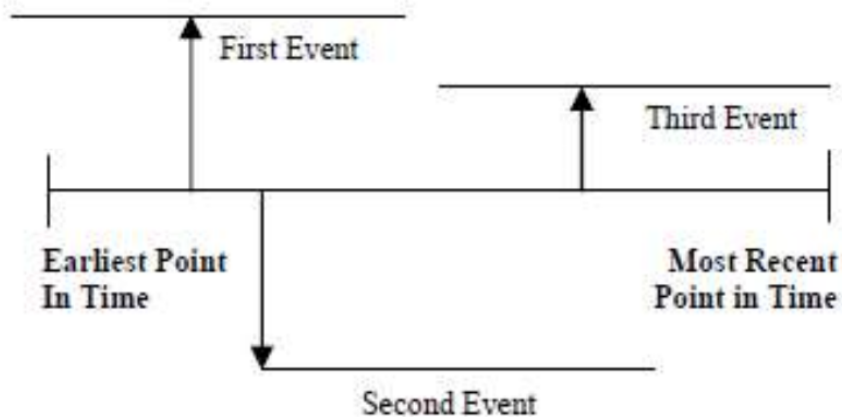 First Event
Third Event
Earliest Point
In Time
Most Recent
Point in Time
Second Event